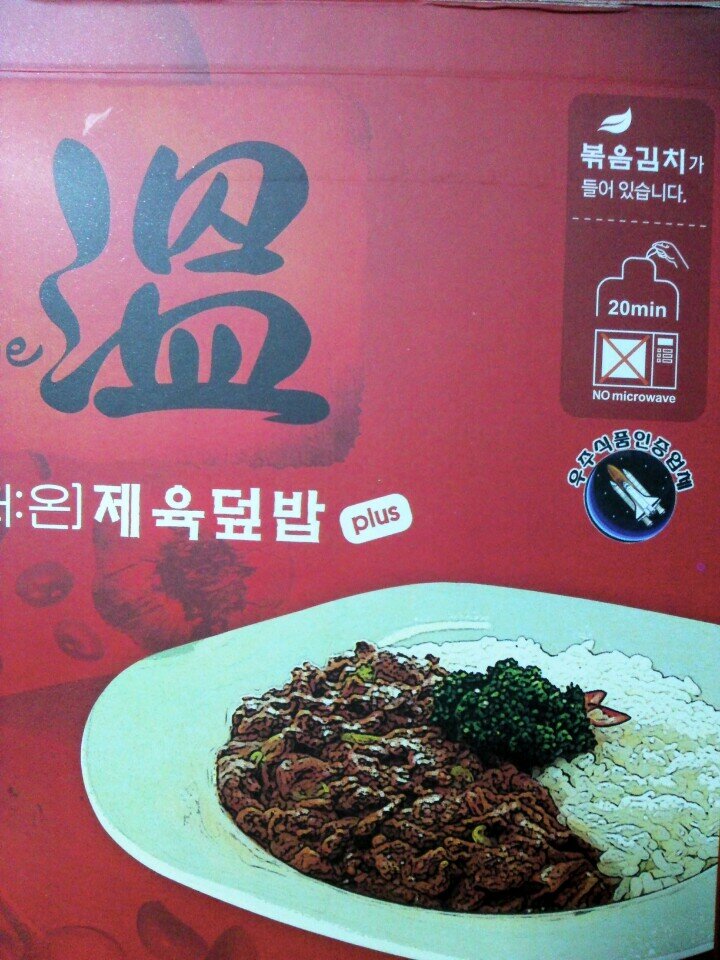 볶음김치가
들어 있습니다.
溫
e
20min
NO microwave
우주식품인증업체
:온] 제육덮밥 plus